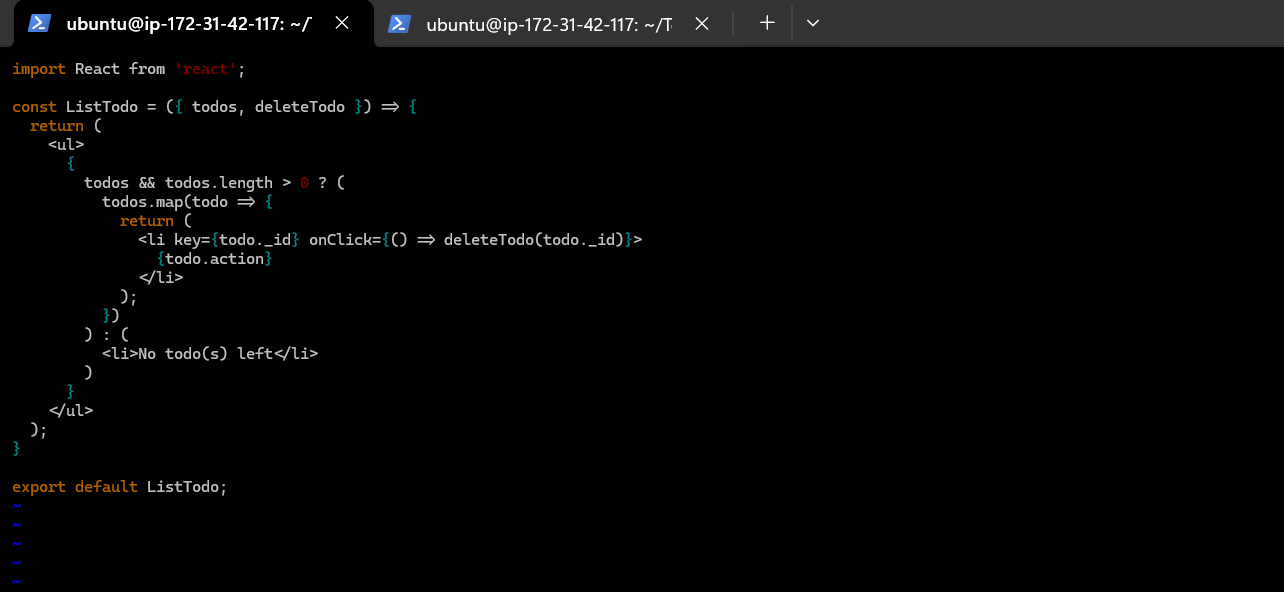 ubuntu@ip-172-31-42-117: ~/T
ubuntu@ip-172-31-42-117: ~/T
import React from 'react';
const ListTodo = ({ todos, deleteTodo }) => {
  return (
    <ul>
      {
        todos && todos.length > 0 ? (
          todos.map(todo => {
            return (
              <li key={todo._id} onClick={() => deleteTodo(todo._id)}>
                {todo.action}
              </li>
            );
          })
        ) : (
          <li>No todo(s) left</li>
        )
      }
    </ul>
  );
}
export default ListTodo;
~
~
~
~
~